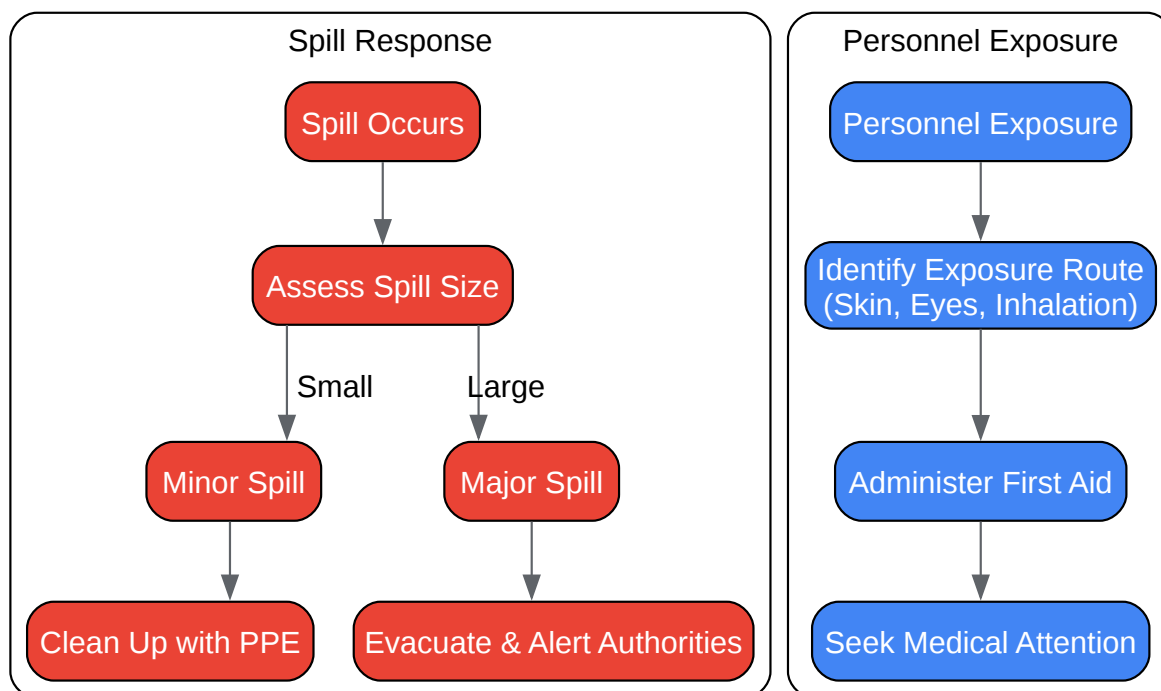 Spill Response
Spill Occurs
Assess Spill Size
Small
Large
Minor Spill
Major Spill
Clean Up with PPE
Evacuate & Alert Authorities
Personnel Exposure
Personnel Exposure
Identify Exposure Route
(Skin, Eyes, Inhalation)
Administer First Aid
Seek Medical Attention